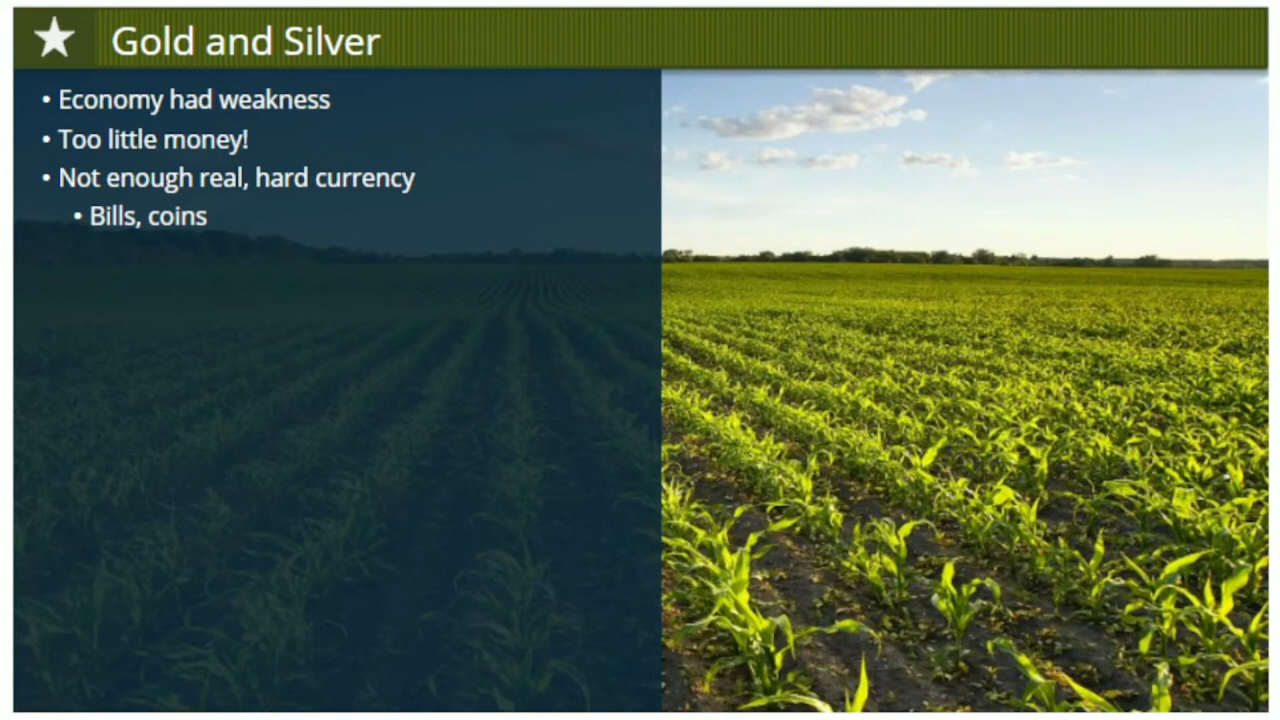 Gold and Silver
• Economy had weakness
• Too little money!
• Not enough real, hard currency
• Bills, coins